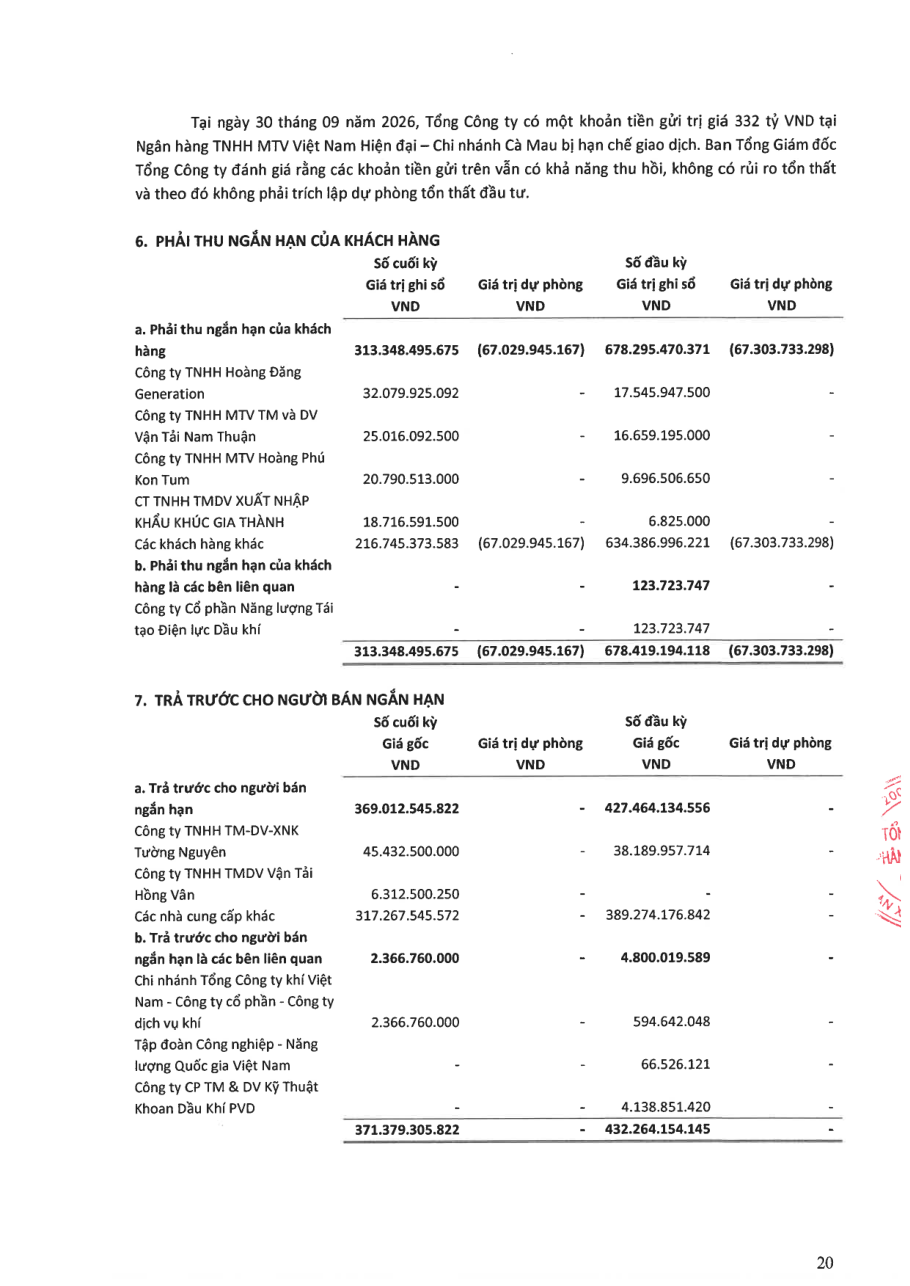 Tại ngày 30 tháng 09 năm 2026, Tổng Công ty có một khoản tiền gửi trị giá 332 tỷ VND tại
Ngân hàng TNHH MTV Việt Nam Hiện đại – Chi nhánh Cà Mau bị hạn chế giao dịch. Ban Tổng Giám đốc
Tổng Công ty đánh giá rằng các khoản tiền gửi trên vẫn có khả năng thu hồi, không có rủi ro tổn thất
và theo đó không phải trích lập dự phòng tổn thất đầu tư.
6. PHẢI THU NGẮN HẠN CỦA KHÁCH HÀNG
Số cuối kỳ Số đầu kỳ
Giá trị ghi sổ Giá trị dự phòng Giá trị ghi sổ Giá trị dự phòng
VND VND VND VND
a. Phải thu ngắn hạn của khách
hàng 313.348.495.675 (67.029.945.167) 678.295.470.371 (67.303.733.298)
Công ty TNHH Hoàng Đăng
Generation 32.079.925.092 - 17.545.947.500 -
Công ty TNHH MTV TM và DV
Vận Tải Nam Thuận 25.016.092.500 - 16.659.195.000 -
Công ty TNHH MTV Hoàng Phú
Kon Tum 20.790.513.000 - 9.696.506.650 -
CT TNHH TMDV XUẤT NHẬP
KHẨU KHÚC GIA THÀNH 18.716.591.500 - 6.825.000 -
Các khách hàng khác 216.745.373.583 (67.029.945.167) 634.386.996.221 (67.303.733.298)
b. Phải thu ngắn hạn của khách
hàng là các bên liên quan - - 123.723.747 -
Công ty Cổ phần Năng lượng Tái
tạo Điện lực Dầu khí - - 123.723.747 -
313.348.495.675 (67.029.945.167) 678.419.194.118 (67.303.733.298)
7. TRẢ TRƯỚC CHO NGƯỜI BÁN NGẮN HẠN
Số cuối kỳ Số đầu kỳ
Giá gốc Giá trị dự phòng Giá gốc Giá trị dự phòng
VND VND VND VND
a. Trả trước cho người bán
ngắn hạn 369.012.545.822 - 427.464.134.556 -
Công ty TNHH TM-DV-XNK
Tường Nguyên 45.432.500.000 - 38.189.957.714 -
Công ty TNHH TMDV Vận Tải
Hồng Vân 6.312.500.250 - - -
Các nhà cung cấp khác 317.267.545.572 - 389.274.176.842 -
b. Trả trước cho người bán
ngắn hạn là các bên liên quan 2.366.760.000 - 4.800.019.589 -
Chi nhánh Tổng Công ty khí Việt
Nam - Công ty cổ phần - Công ty
dịch vụ khí 2.366.760.000 - 594.642.048 -
Tập đoàn Công nghiệp - Năng
lượng Quốc gia Việt Nam - - 66.526.121 -
Công ty CP TM & DV Kỹ Thuật
Khoan Dầu Khí PVD - - 4.138.851.420 -
371.379.305.822 - 432.264.154.145 -
20